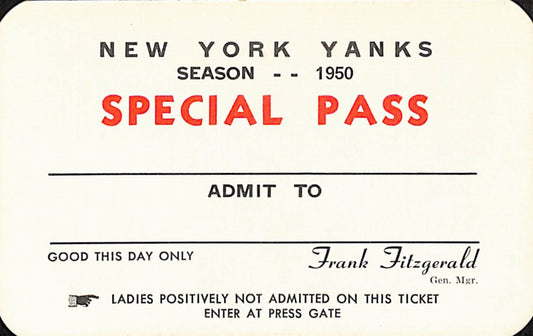 NEW YORK YANKS
SEASON -- 1950
SPECIAL PASS
ADMIT TO
GOOD THIS DAY ONLY
Frank Fitzgerald
Gen. Mgr.
LADIES POSITIVELY NOT ADMITTED ON THIS TICKET
ENTER AT PRESS GATE